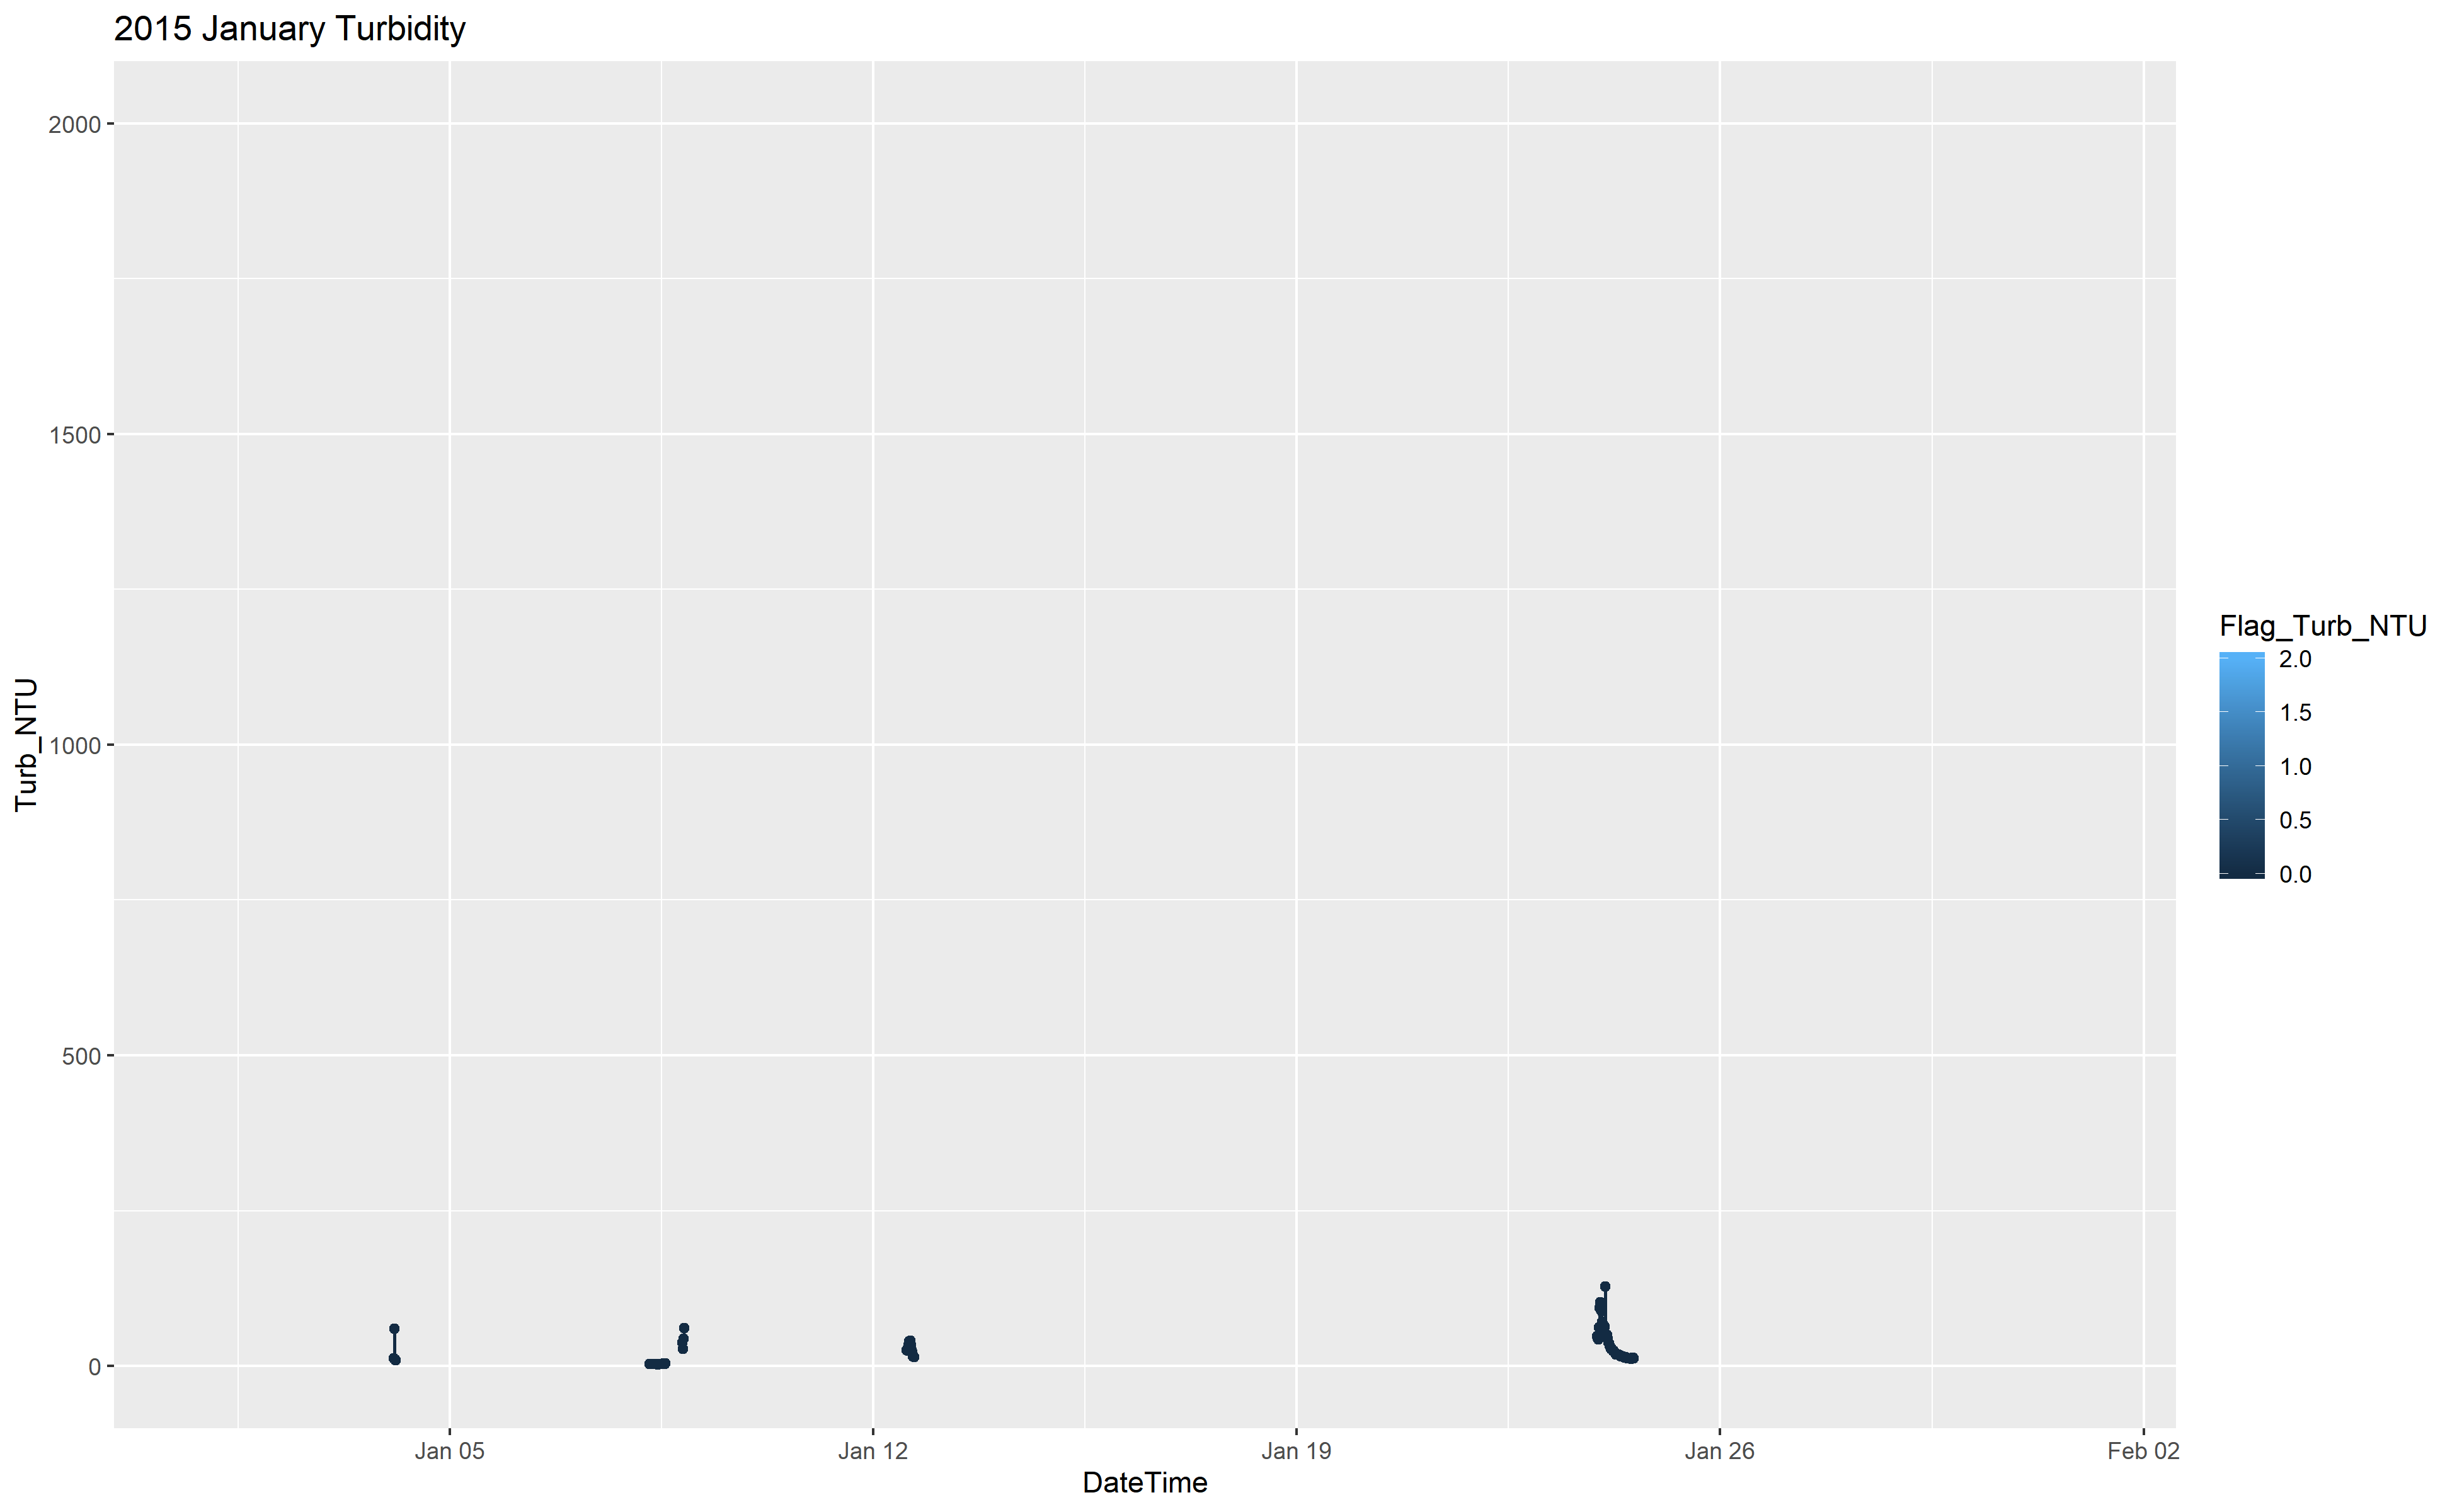 2015 January Turbidity
2000
1500
1000
500
0
Turb_NTU
Jan 05
Jan 12
Jan 19
Jan 26
Feb 02
DateTime
Flag_Turb_NTU
2.0
1.5
1.0
0.5
0.0